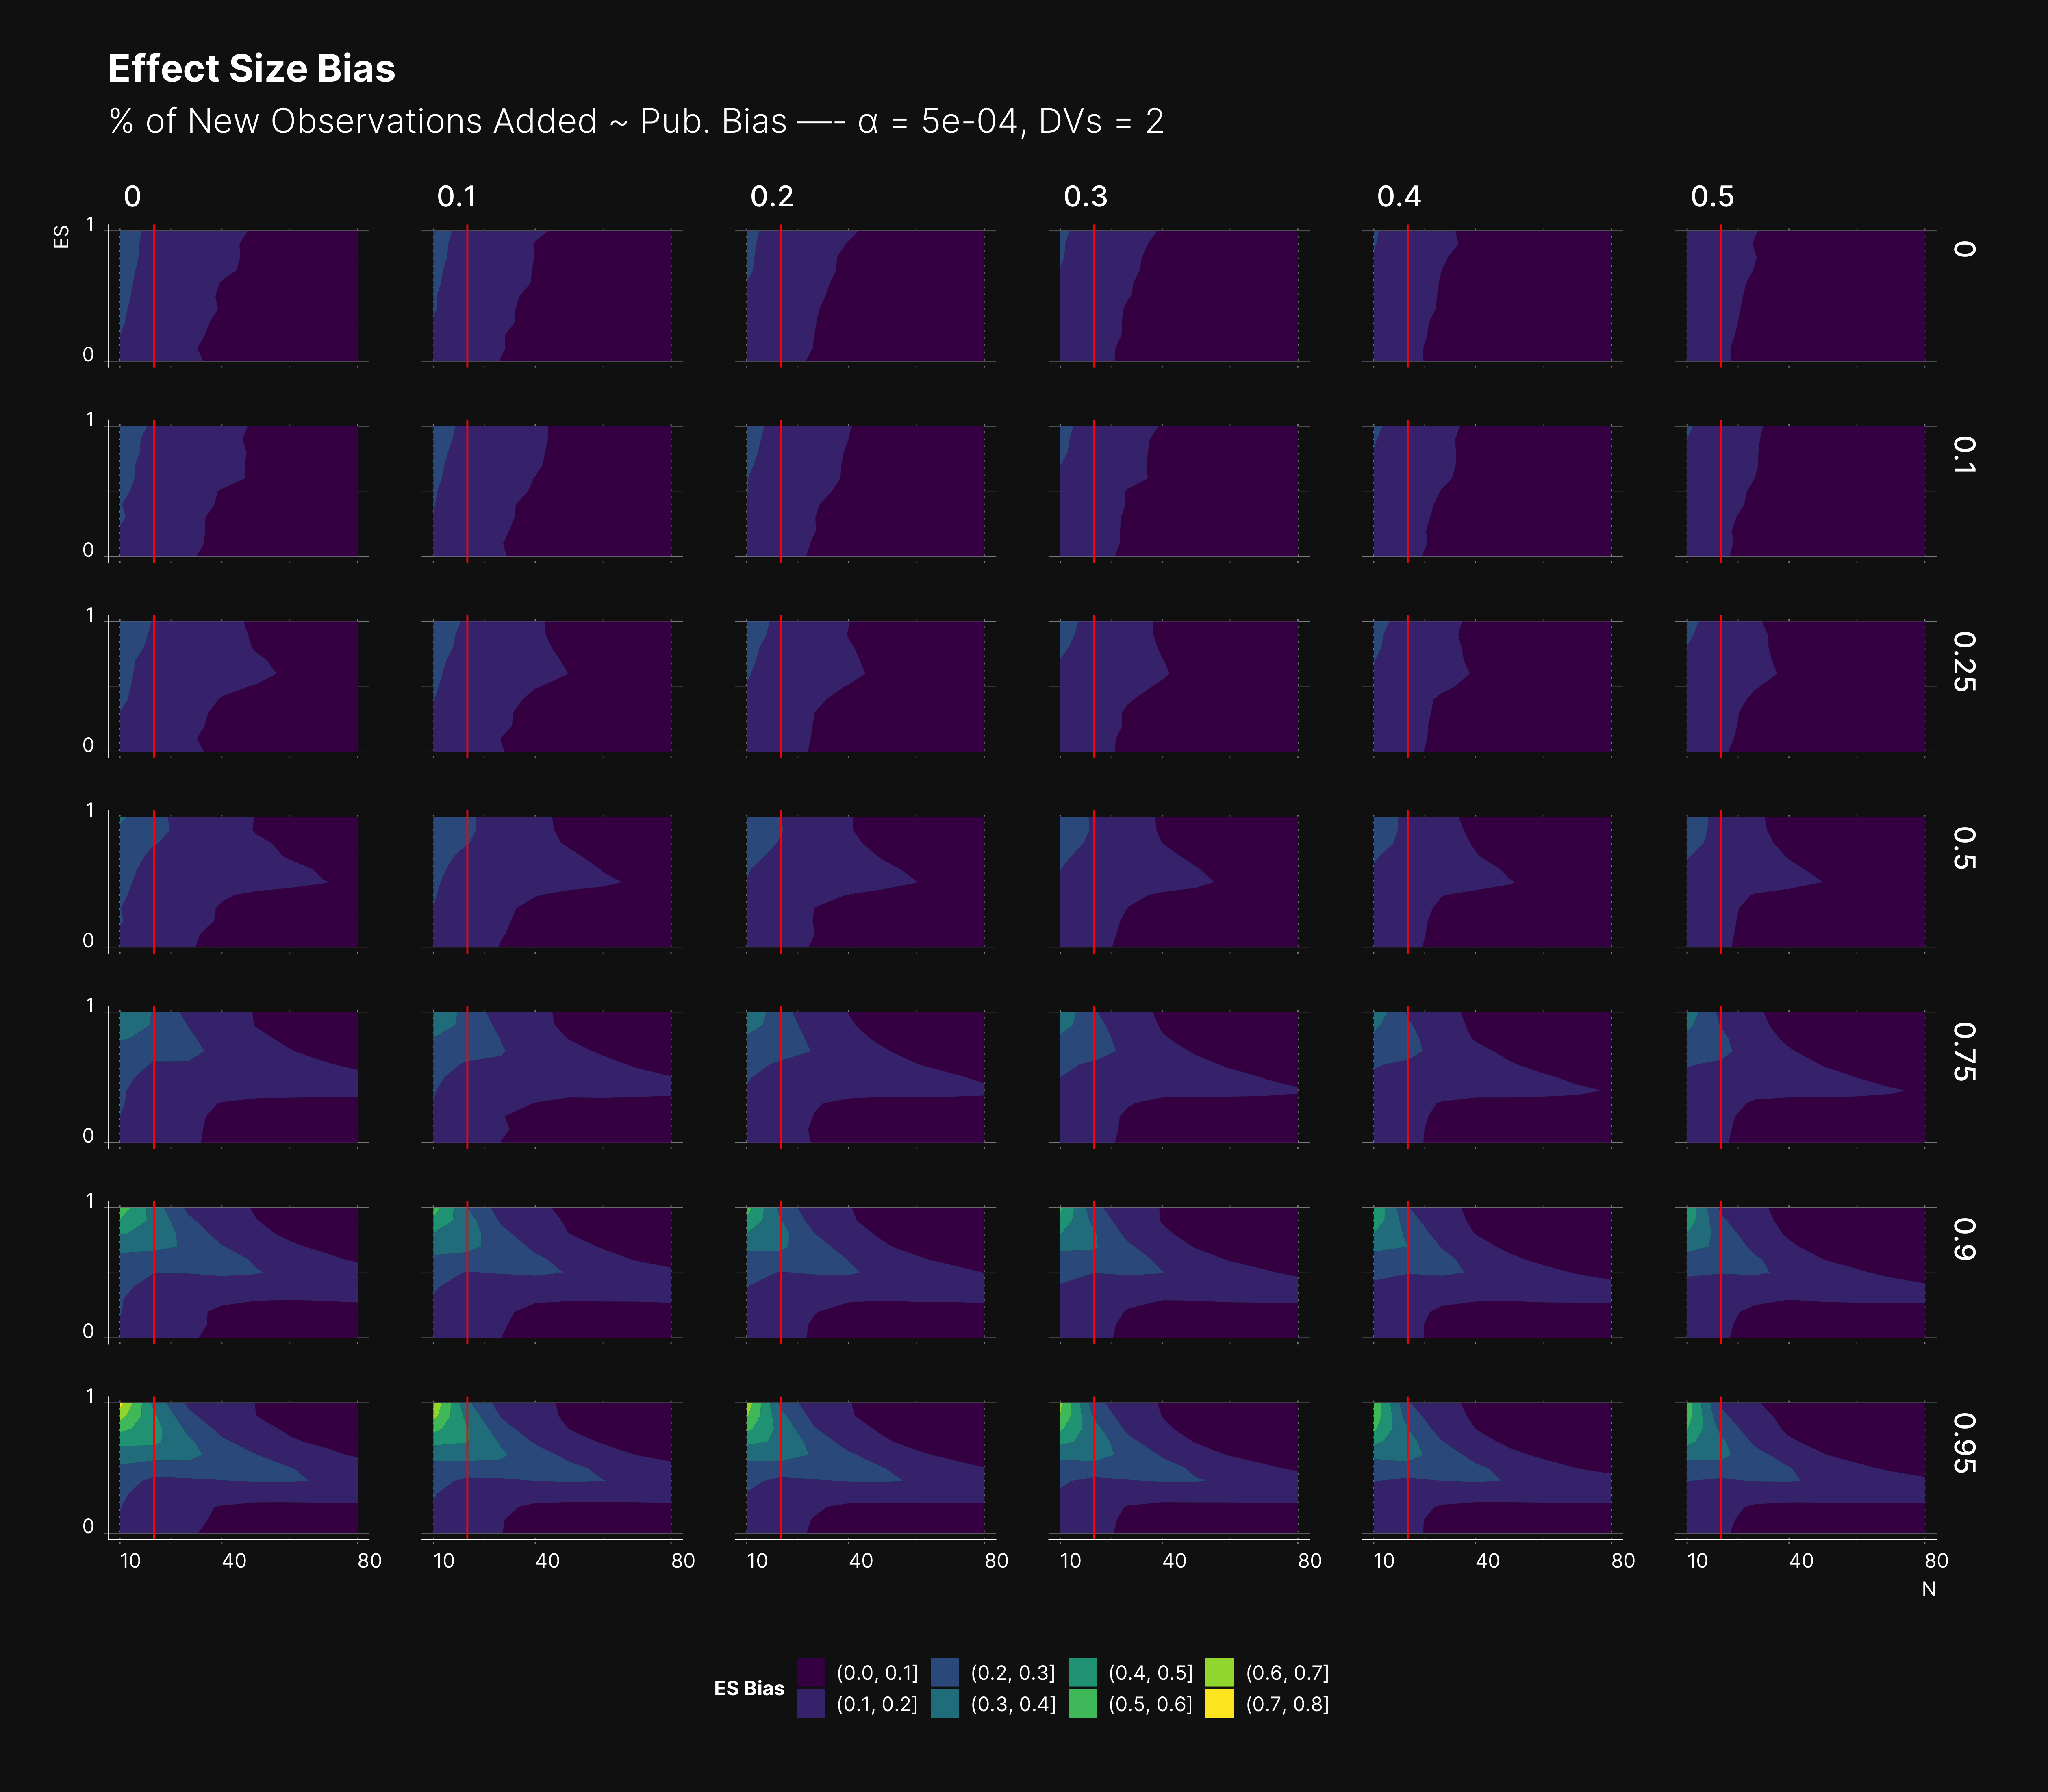 Effect Size Bias
% of New Observations Added ~ Pub. Bias —- α = 5e-04, DVs = 2
0 0.1 0.2 0.3 0.4 0.5
ES
1
0
0
1
0
0.1
1
0
0.25
1
0
0.5
1
0
0.75
1
0
0.9
1
0
0.95
10 40 80 10 40 80 10 40 80 10 40 80 10 40 80 10 40 80
N
ES Bias
(0.0, 0.1] (0.2, 0.3] (0.4, 0.5] (0.6, 0.7]
(0.1, 0.2] (0.3, 0.4] (0.5, 0.6] (0.7, 0.8]